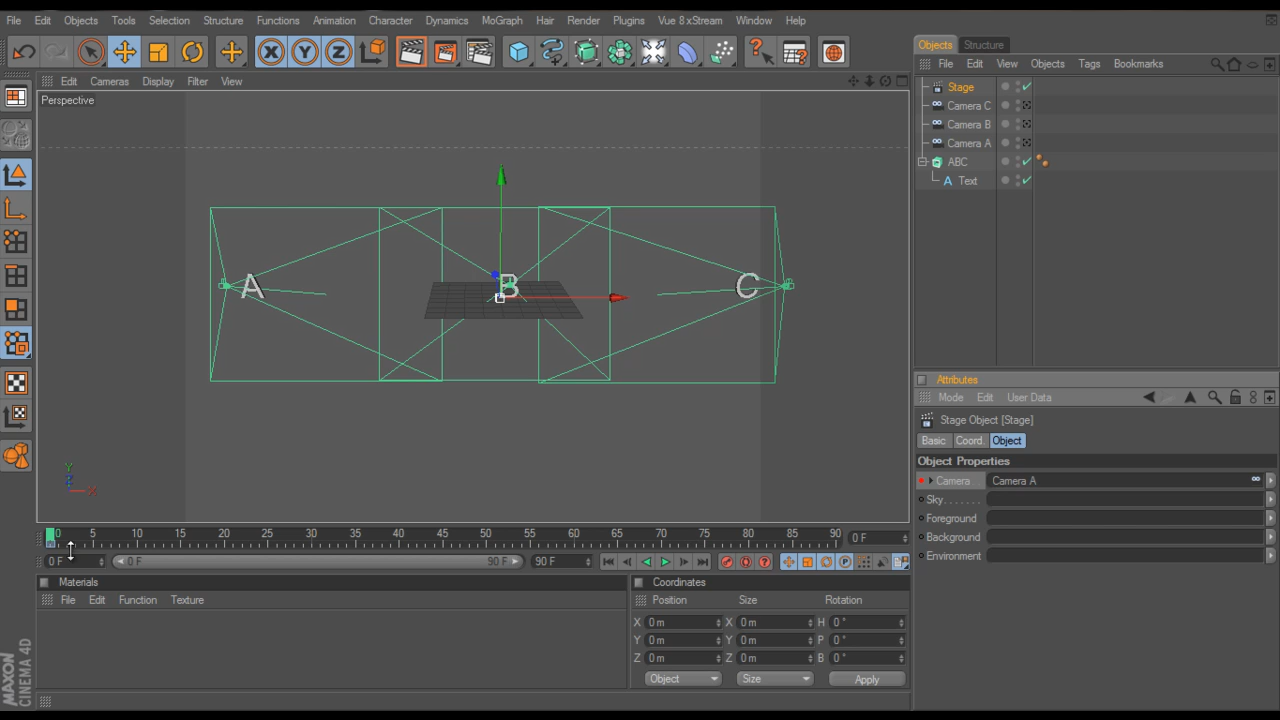 File Edit Objects Tools Selection Structure Functions Animation Character Dynamics MoGraph Hair Render Plugins Vue 8 xStream Window Help
X Y Z
Objects Structure
File Edit View Objects Tags Bookmarks
Edit Cameras Display Filter View
Perspective
Stage
Camera C
Camera B
Camera A
ABC
A Text
A B C
Y
Z
X
Attributes
Mode Edit User Data
Stage Object [Stage]
Basic Coord. Object
Object Properties
Camera Camera A
Sky
Foreground
Background
Environment
0 5 10 15 20 25 30 35 40 45 50 55 60 65 70 75 80 85 90 0 F
0 F 0 F 90 F 90 F P
Materials
File Edit Function Texture
Coordinates
Position Size Rotation
X 0 m X 0 m H 0 °
Y 0 m Y 0 m P 0 °
Z 0 m Z 0 m B 0 °
Object Size Apply
MAXON
CINEMA 4D